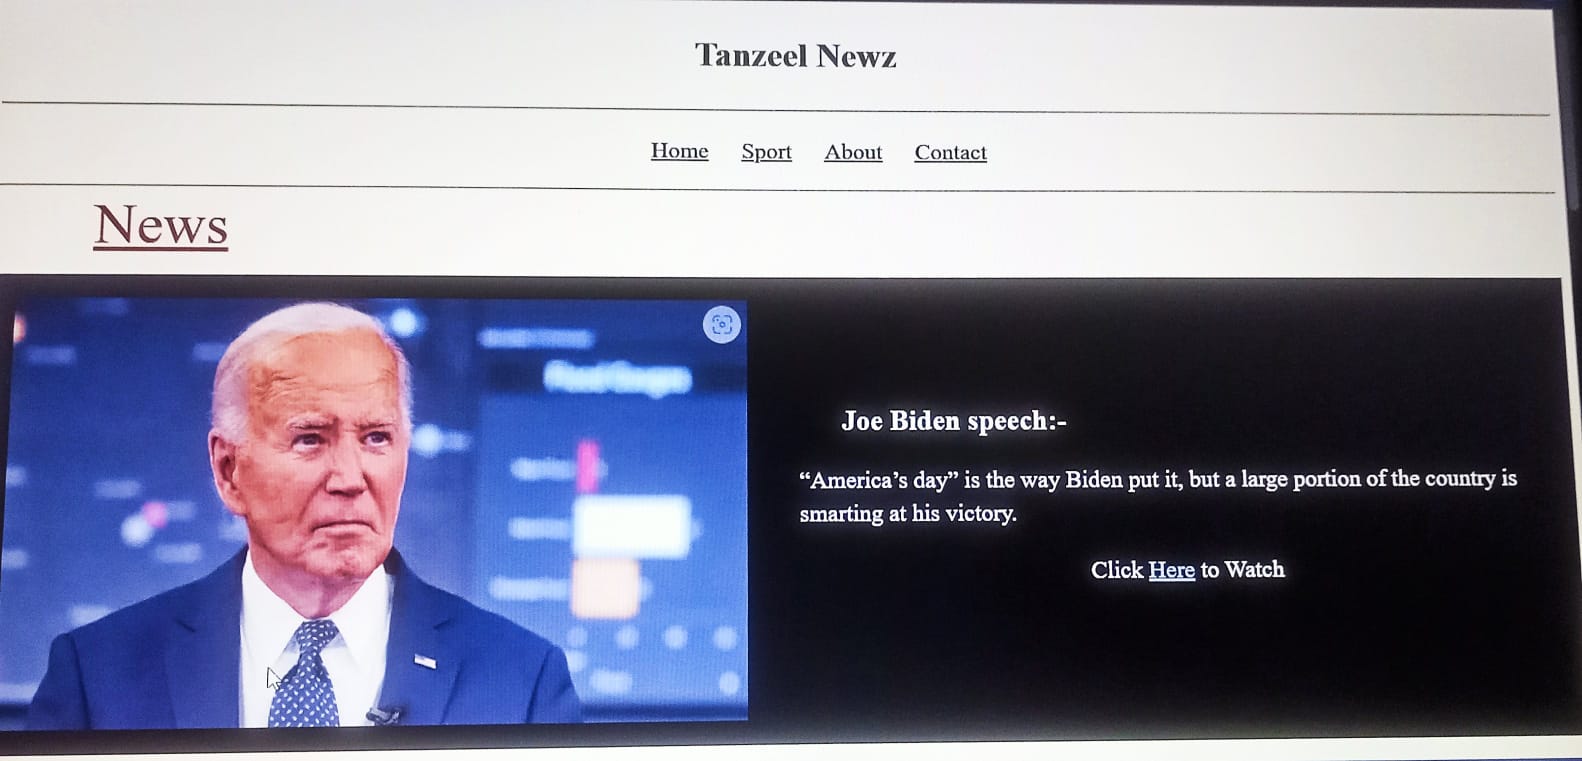 Tanzeel Newz
Home Sport About Contact
News
Joe Biden speech:-
“America’s day” is the way Biden put it, but a large portion of the country is
smarting at his victory.
Click Here to Watch